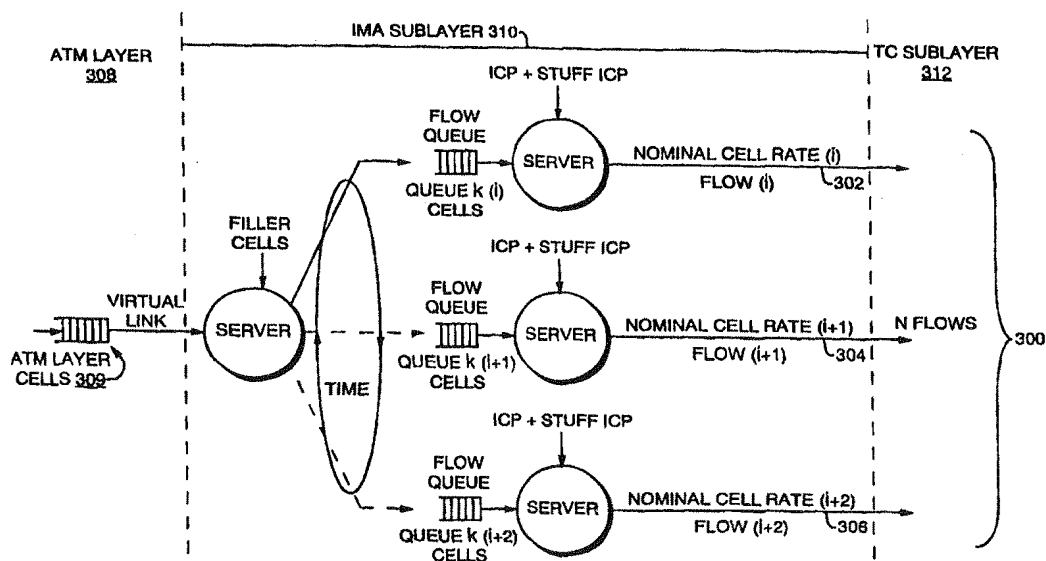 IMA SUBLAYER 310
ATM LAYER
308
TC SUBLAYER
312
ICP + STUFF ICP
FLOW
QUEUE
SERVER
NOMINAL CELL RATE (i)
FLOW (i)
302
QUEUE k (i)
CELLS
FILLER
CELLS
ICP + STUFF ICP
FLOW
QUEUE
VIRTUAL
LINK
SERVER
SERVER
NOMINAL CELL RATE (i+1)
FLOW (i+1)
304
N FLOWS
300
ATM LAYER
CELLS 309
TIME
QUEUE k (i+1)
CELLS
ICP + STUFF ICP
FLOW
QUEUE
SERVER
NOMINAL CELL RATE (i+2)
FLOW (i+2)
306
QUEUE k (i+2)
CELLS